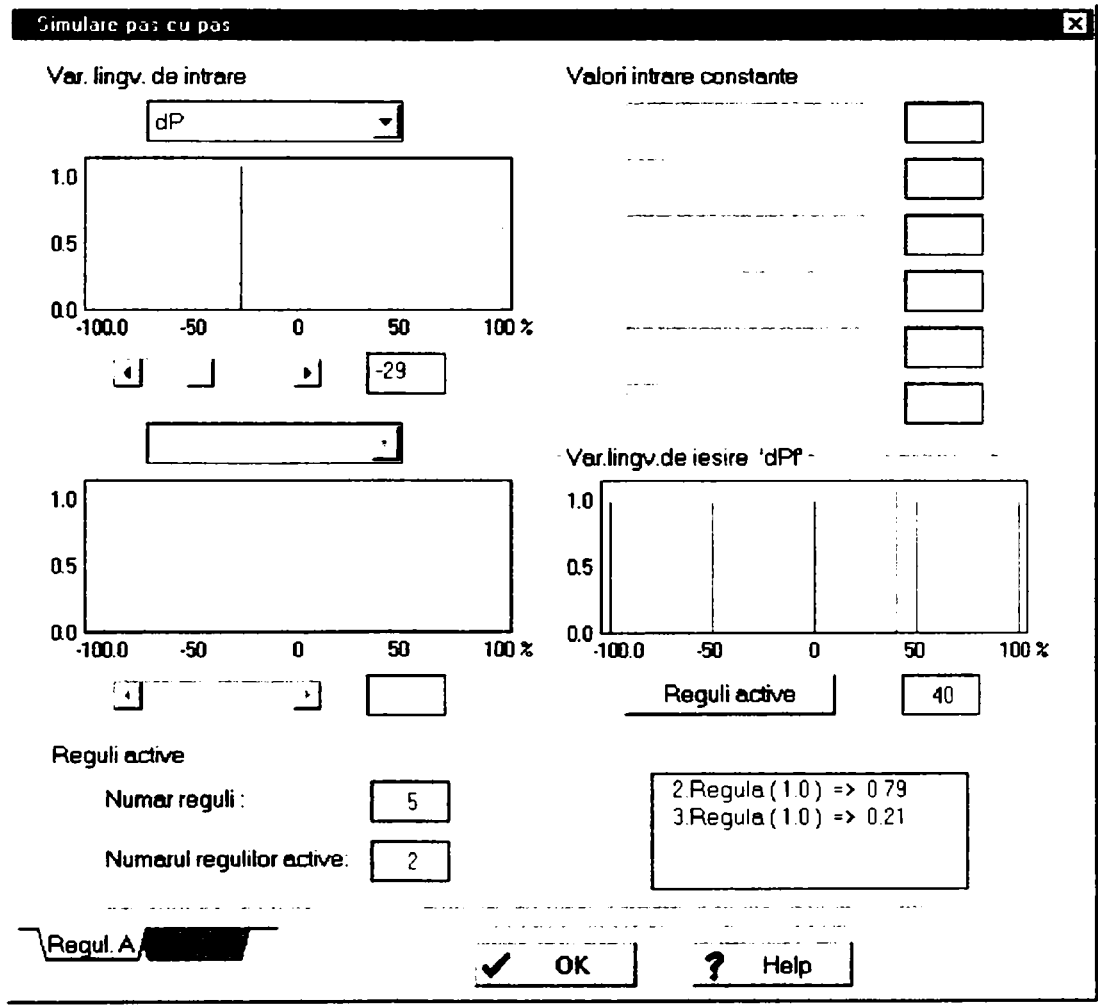 Simulare pas cu pas
Var. lingv. de intrare
dP
1.0
0.5
0.0
-100.0 -50 0 50 100 %
-29
1.0
0.5
0.0
-100.0 -50 0 50 100 %
Reguli active
Numar reguli : 5
Numarul regulilor active: 2
Valori intrare constante
Var.lingv.de iesire 'dPf'
1.0
0.5
0.0
-100.0 -50 0 50 100 %
Reguli active 40
2.Regula ( 1.0 ) => 0.79
3.Regula ( 1.0 ) => 0.21
Regul. A
OK
? Help